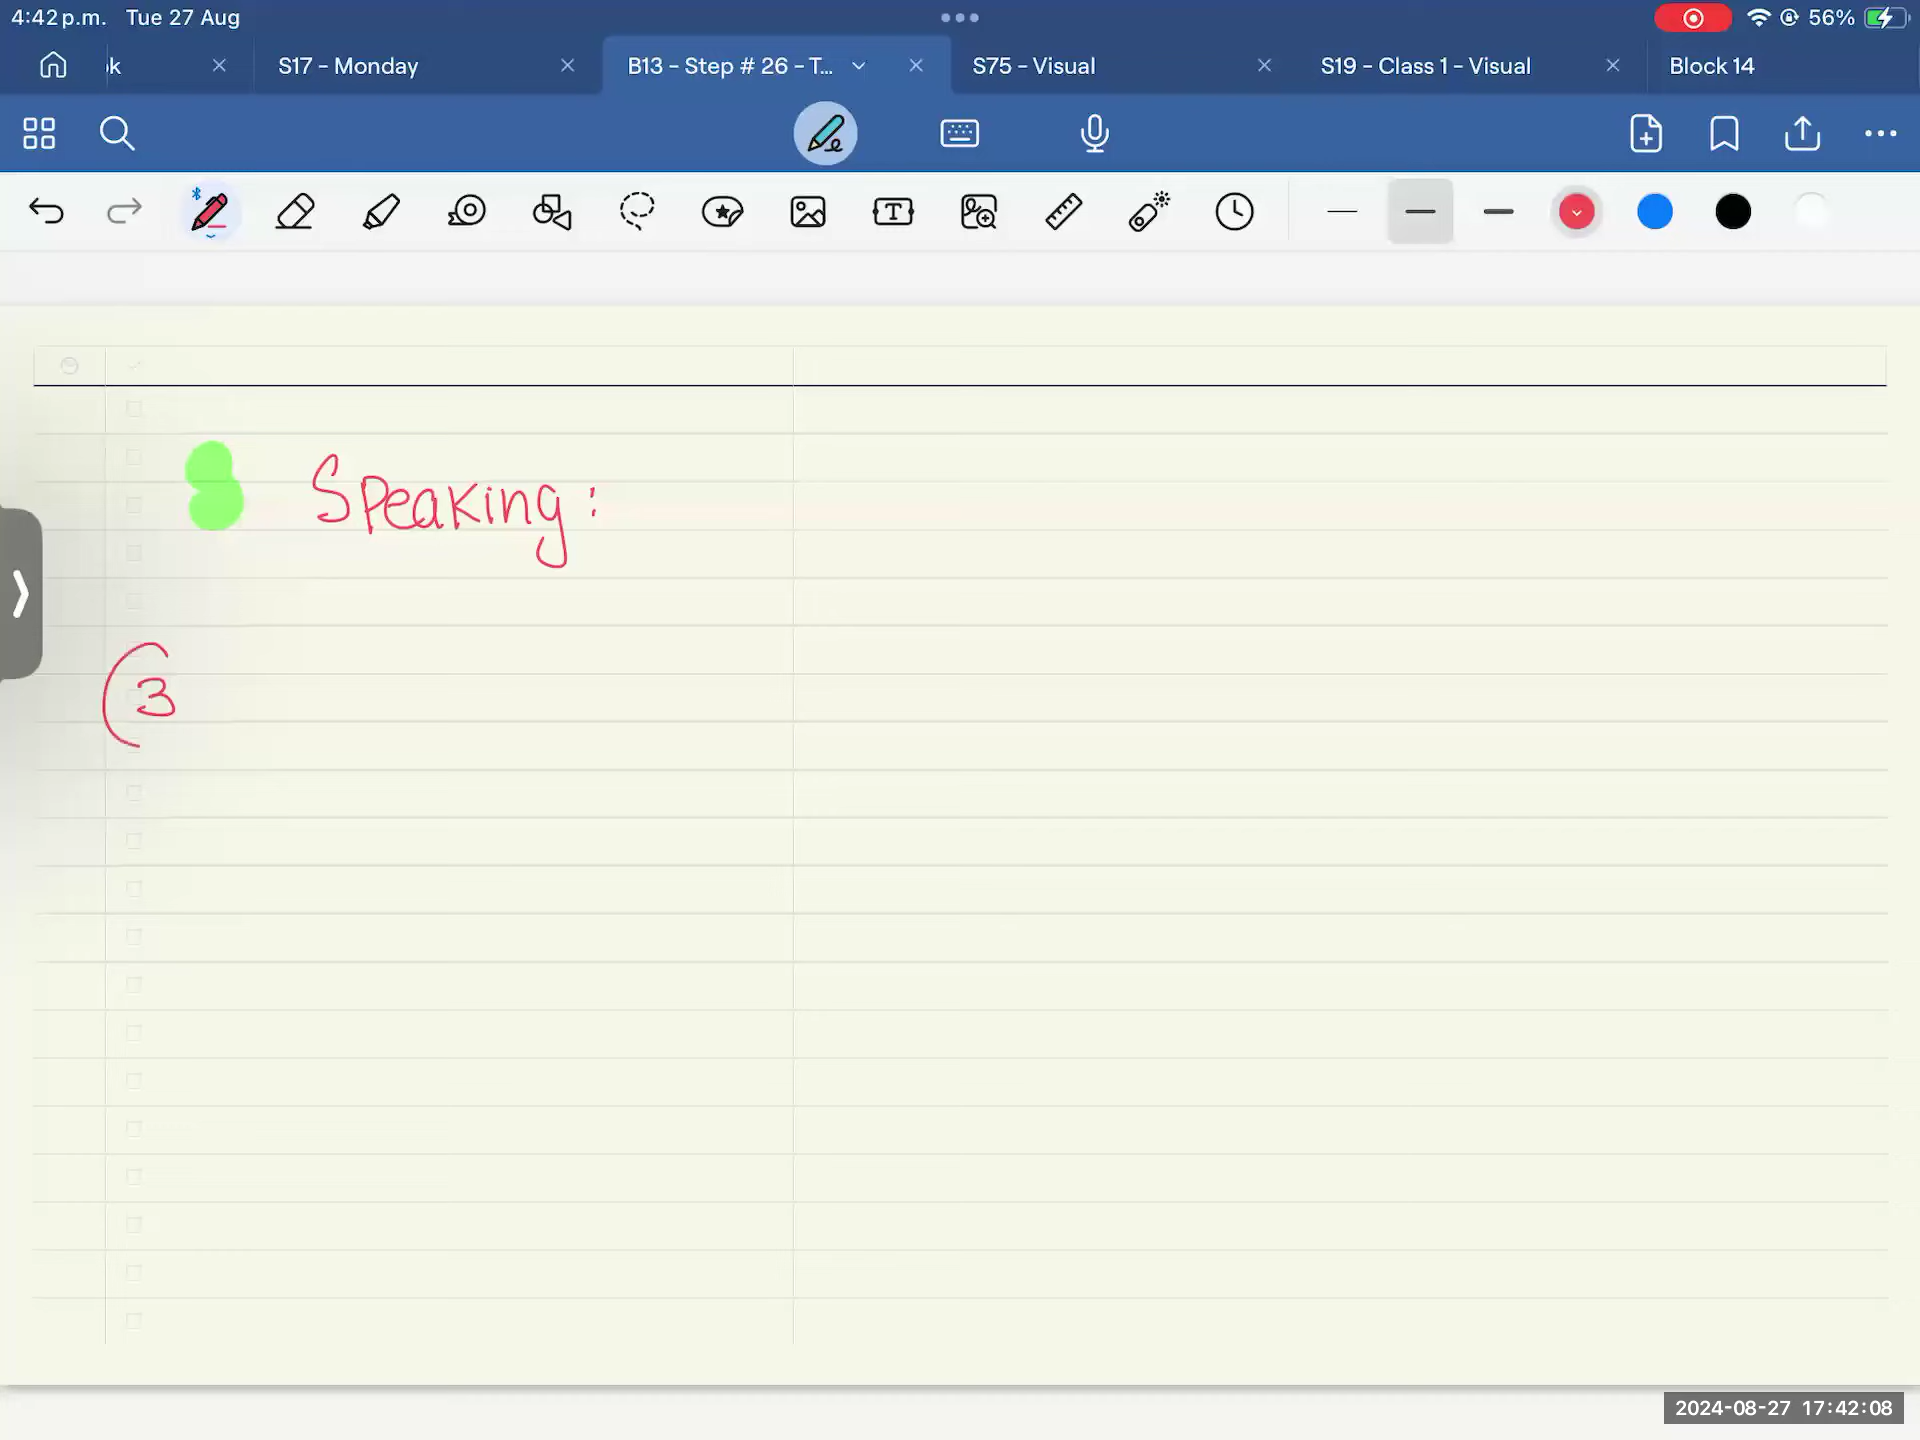 4:42 p.m. Tue 27 Aug
56%
k
S17 - Monday
B13 - Step # 26 - T...
S75 - Visual
S19 - Class 1 - Visual
Block 14
Speaking:
(3
2024-08-27 17:42:08